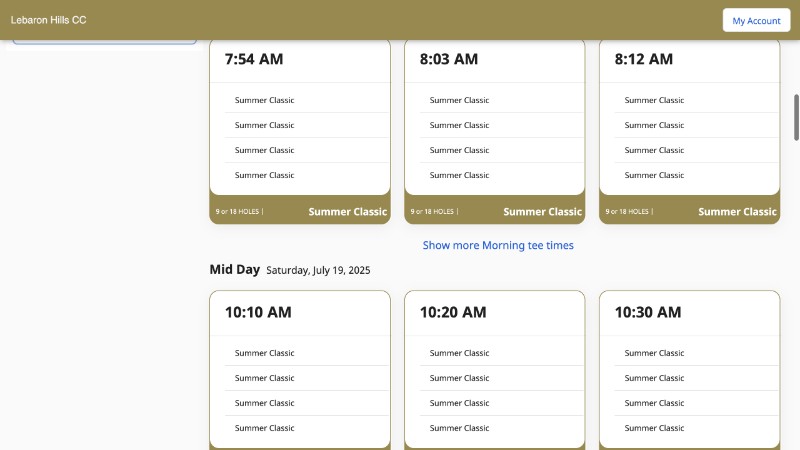 Lebaron Hills CC
My Account
7:54 AM
Summer Classic
Summer Classic
Summer Classic
Summer Classic
9 or 18 HOLES |
Summer Classic
8:03 AM
Summer Classic
Summer Classic
Summer Classic
Summer Classic
9 or 18 HOLES |
Summer Classic
8:12 AM
Summer Classic
Summer Classic
Summer Classic
Summer Classic
9 or 18 HOLES |
Summer Classic
Show more Morning tee times
Mid Day Saturday, July 19, 2025
10:10 AM
Summer Classic
Summer Classic
Summer Classic
Summer Classic
10:20 AM
Summer Classic
Summer Classic
Summer Classic
Summer Classic
10:30 AM
Summer Classic
Summer Classic
Summer Classic
Summer Classic